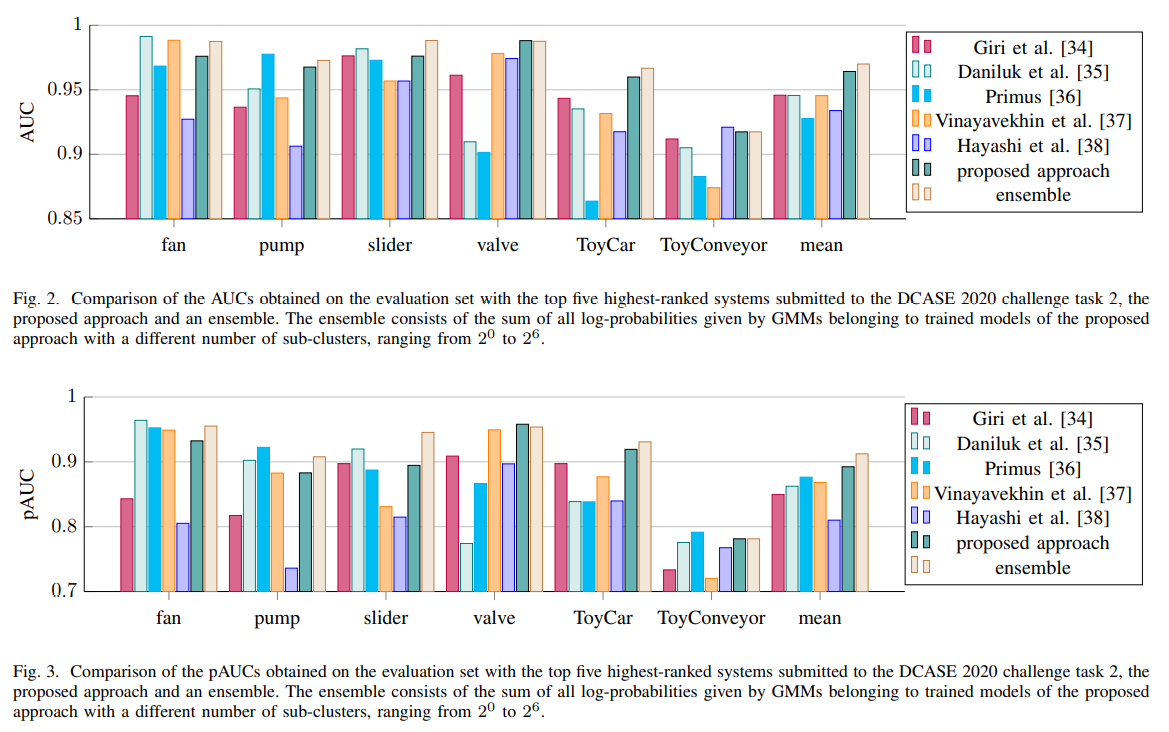 1
0.95
0.9
0.85
AUC
fan pump slider valve ToyCar ToyConveyor mean
Giri et al. [34]
Daniluk et al. [35]
Primus [36]
Vinayavekhin et al. [37]
Hayashi et al. [38]
proposed approach
ensemble
Fig. 2. Comparison of the AUCs obtained on the evaluation set with the top five highest-ranked systems submitted to the DCASE 2020 challenge task 2, the
proposed approach and an ensemble. The ensemble consists of the sum of all log-probabilities given by GMMs belonging to trained models of the proposed
approach with a different number of sub-clusters, ranging from 2⁰ to 2⁶.
1
0.9
0.8
0.7
pAUC
fan pump slider valve ToyCar ToyConveyor mean
Giri et al. [34]
Daniluk et al. [35]
Primus [36]
Vinayavekhin et al. [37]
Hayashi et al. [38]
proposed approach
ensemble
Fig. 3. Comparison of the pAUCs obtained on the evaluation set with the top five highest-ranked systems submitted to the DCASE 2020 challenge task 2, the
proposed approach and an ensemble. The ensemble consists of the sum of all log-probabilities given by GMMs belonging to trained models of the proposed
approach with a different number of sub-clusters, ranging from 2⁰ to 2⁶.